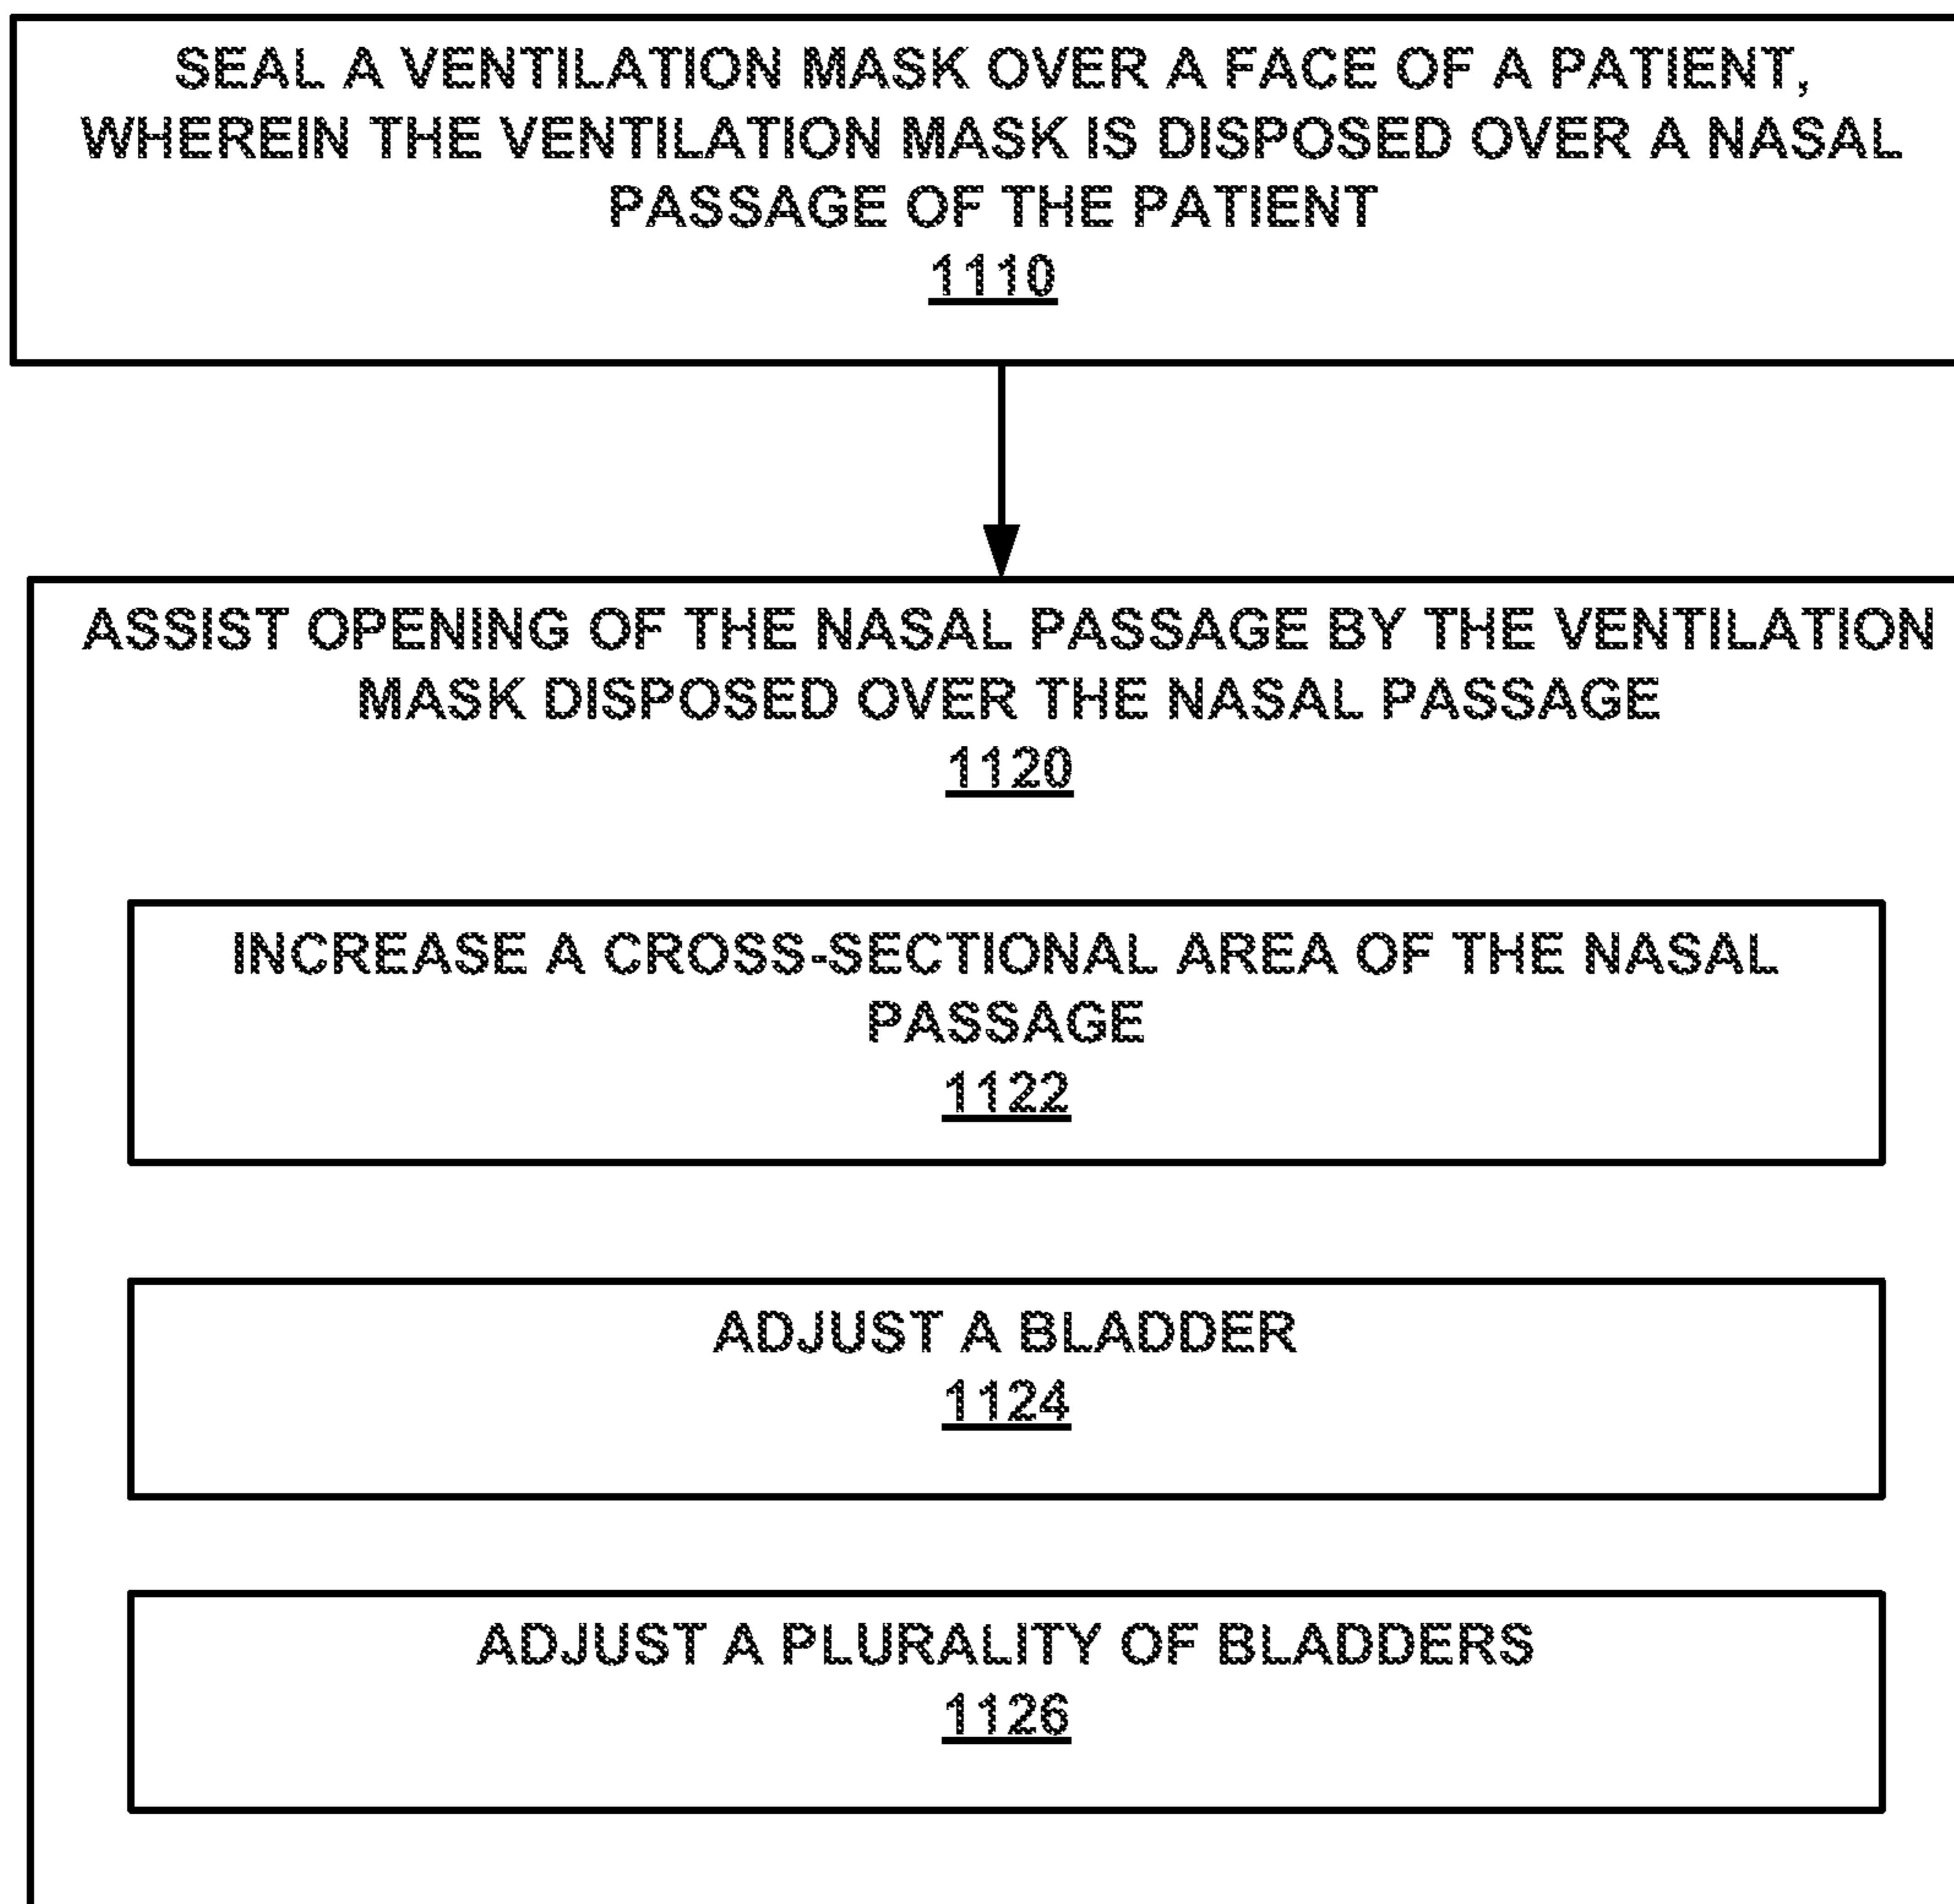 SEAL A VENTILATION MASK OVER A FACE OF A PATIENT,
WHEREIN THE VENTILATION MASK IS DISPOSED OVER A NASAL
PASSAGE OF THE PATIENT
1110
ASSIST OPENING OF THE NASAL PASSAGE BY THE VENTILATION
MASK DISPOSED OVER THE NASAL PASSAGE
1120
INCREASE A CROSS-SECTIONAL AREA OF THE NASAL
PASSAGE
1122
ADJUST A BLADDER
1124
ADJUST A PLURALITY OF BLADDERS
1126